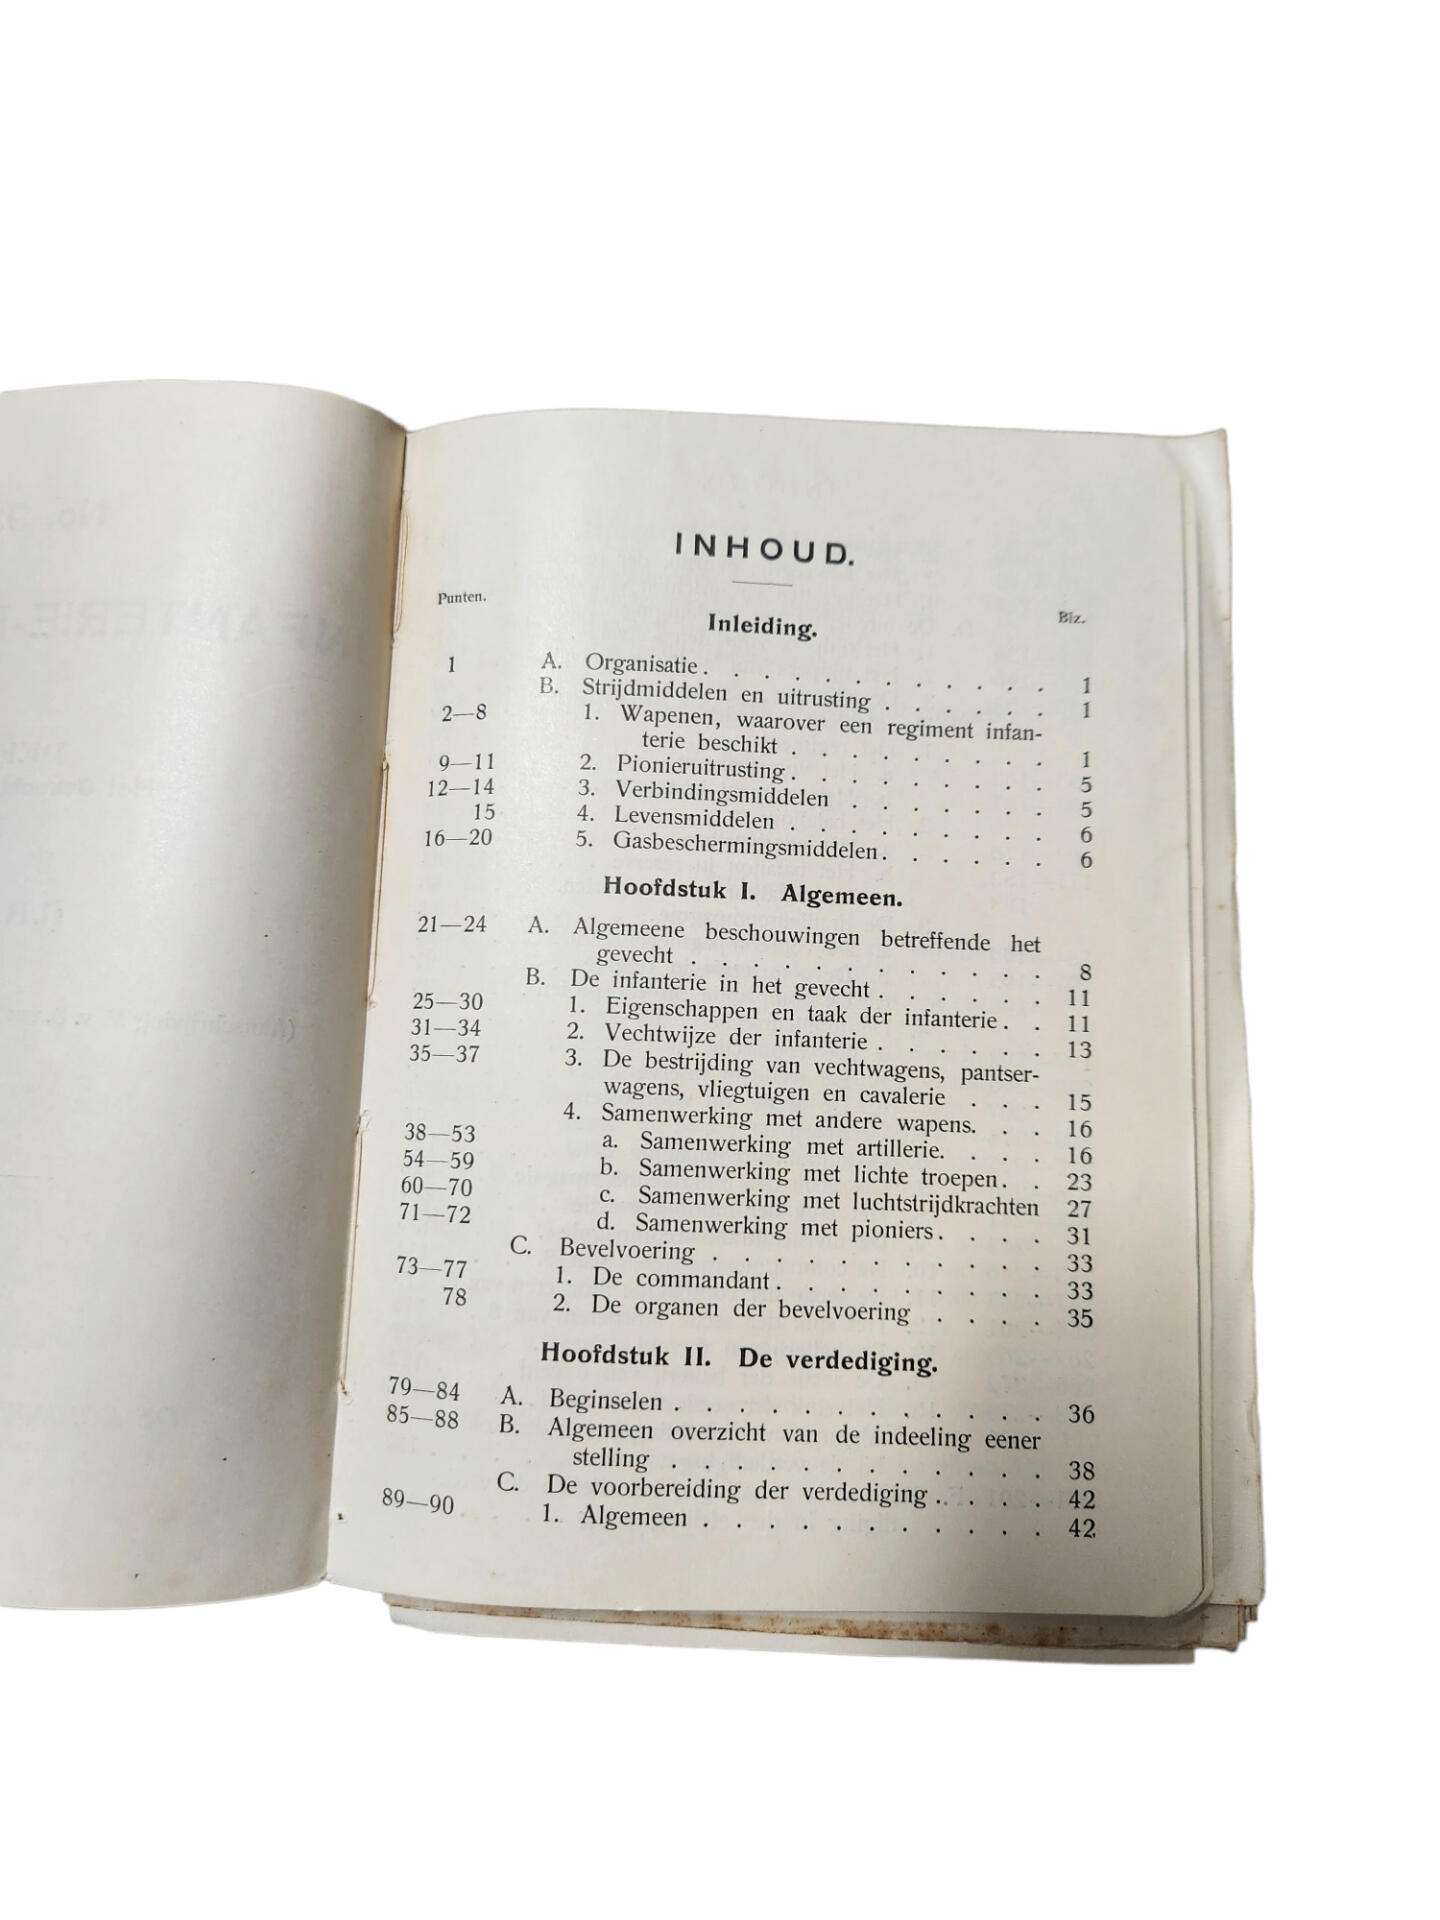 INHOUD.
Punten. Blz.
Inleiding.
1 A. Organisatie . . . . . . . . . . . . 1
B. Strijdmiddelen en uitrusting . . . . . . 1
2—8 1. Wapenen, waarover een regiment infan-
terie beschikt . . . . . . . . . 1
9—11 2. Pionieruitrusting . . . . . . . . . 5
12—14 3. Verbindingsmiddelen . . . . . . . 5
15 4. Levensmiddelen . . . . . . . . . 6
16—20 5. Gasbeschermingsmiddelen . . . . . . 6
Hoofdstuk I. Algemeen.
21—24 A. Algemeene beschouwingen betreffende het
gevecht . . . . . . . . . . . . 8
B. De infanterie in het gevecht . . . . . . 11
25—30 1. Eigenschappen en taak der infanterie . . 11
31—34 2. Vechtwijze der infanterie . . . . . . 13
35—37 3. De bestrijding van vechtwagens, pantser-
wagens, vliegtuigen en cavalerie . . . 15
4. Samenwerking met andere wapens. . . 16
38—53 a. Samenwerking met artillerie. . . . 16
54—59 b. Samenwerking met lichte troepen. . 23
60—70 c. Samenwerking met luchtstrijdkrachten 27
71—72 d. Samenwerking met pioniers. . . . 31
C. Bevelvoering . . . . . . . . . . . 33
73—77 1. De commandant . . . . . . . . . 33
78 2. De organen der bevelvoering . . . . 35
Hoofdstuk II. De verdediging.
79—84 A. Beginselen . . . . . . . . . . . . . 36
85—88 B. Algemeen overzicht van de indeeling eener
stelling . . . . . . . . . . . . 38
C. De voorbereiding der verdediging . . . . 42
89—90 1. Algemeen . . . . . . . . . . . 42